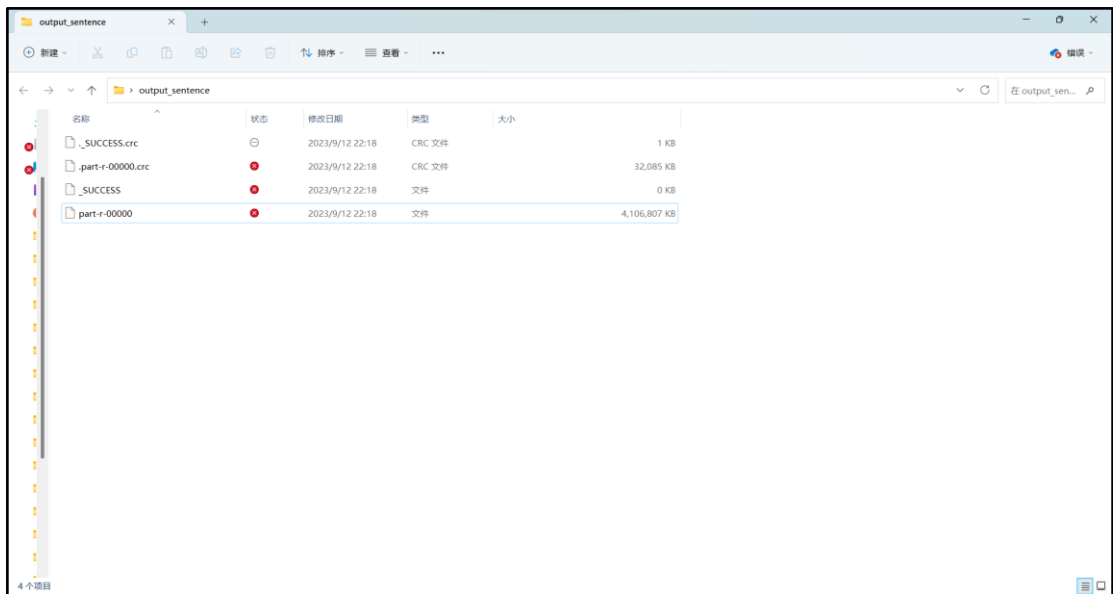 output_sentence
新建
排序
查看
错误
output_sentence
在 output_sen...
名称 状态 修改日期 类型 大小
._SUCCESS.crc 2023/9/12 22:18 CRC 文件 1 KB
.part-r-00000.crc 2023/9/12 22:18 CRC 文件 32,085 KB
_SUCCESS 2023/9/12 22:18 文件 0 KB
part-r-00000 2023/9/12 22:18 文件 4,106,807 KB
4 个项目